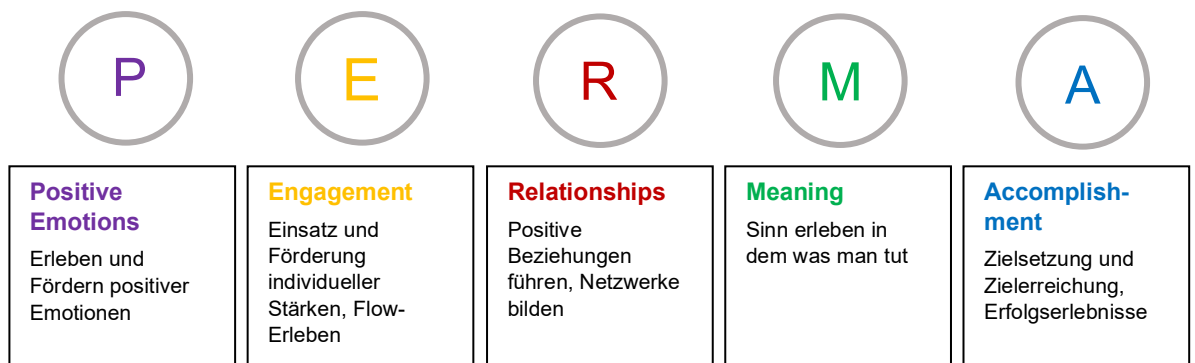 P
E
R
M
A
Positive
Emotions
Erleben und
Fördern positiver
Emotionen
Engagement
Einsatz und
Förderung
individueller
Stärken, Flow-
Erleben
Relationships
Positive
Beziehungen
führen, Netzwerke
bilden
Meaning
Sinn erleben in
dem was man tut
Accomplish-
ment
Zielsetzung und
Zielerreichung,
Erfolgserlebnisse